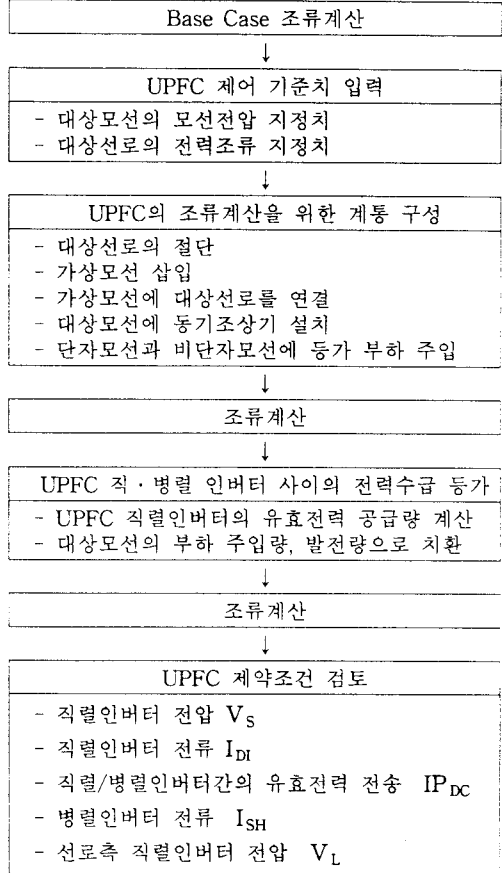 Base Case 조류계산
↓
UPFC 제어 기준치 입력
- 대상모선의 모선전압 지정치
- 대상선로의 전력조류 지정치
↓
UPFC의 조류계산을 위한 계통 구성
- 대상선로의 절단
- 가상모선 삽입
- 가상모선에 대상선로를 연결
- 대상모선에 동기조상기 설치
- 단자모선과 비단자모선에 등가 부하 주입
↓
조류계산
↓
UPFC 직·병렬 인버터 사이의 전력수급 등가
- UPFC 직렬인버터의 유효전력 공급량 계산
- 대상모선의 부하 주입량, 발전량으로 치환
↓
조류계산
↓
UPFC 제약조건 검토
- 직렬인버터 전압 V_S
- 직렬인버터 전류 I_DI
- 직렬/병렬인버터간의 유효전력 전송 IP_DC
- 병렬인버터 전류 I_SH
- 선로측 직렬인버터 전압 V_L